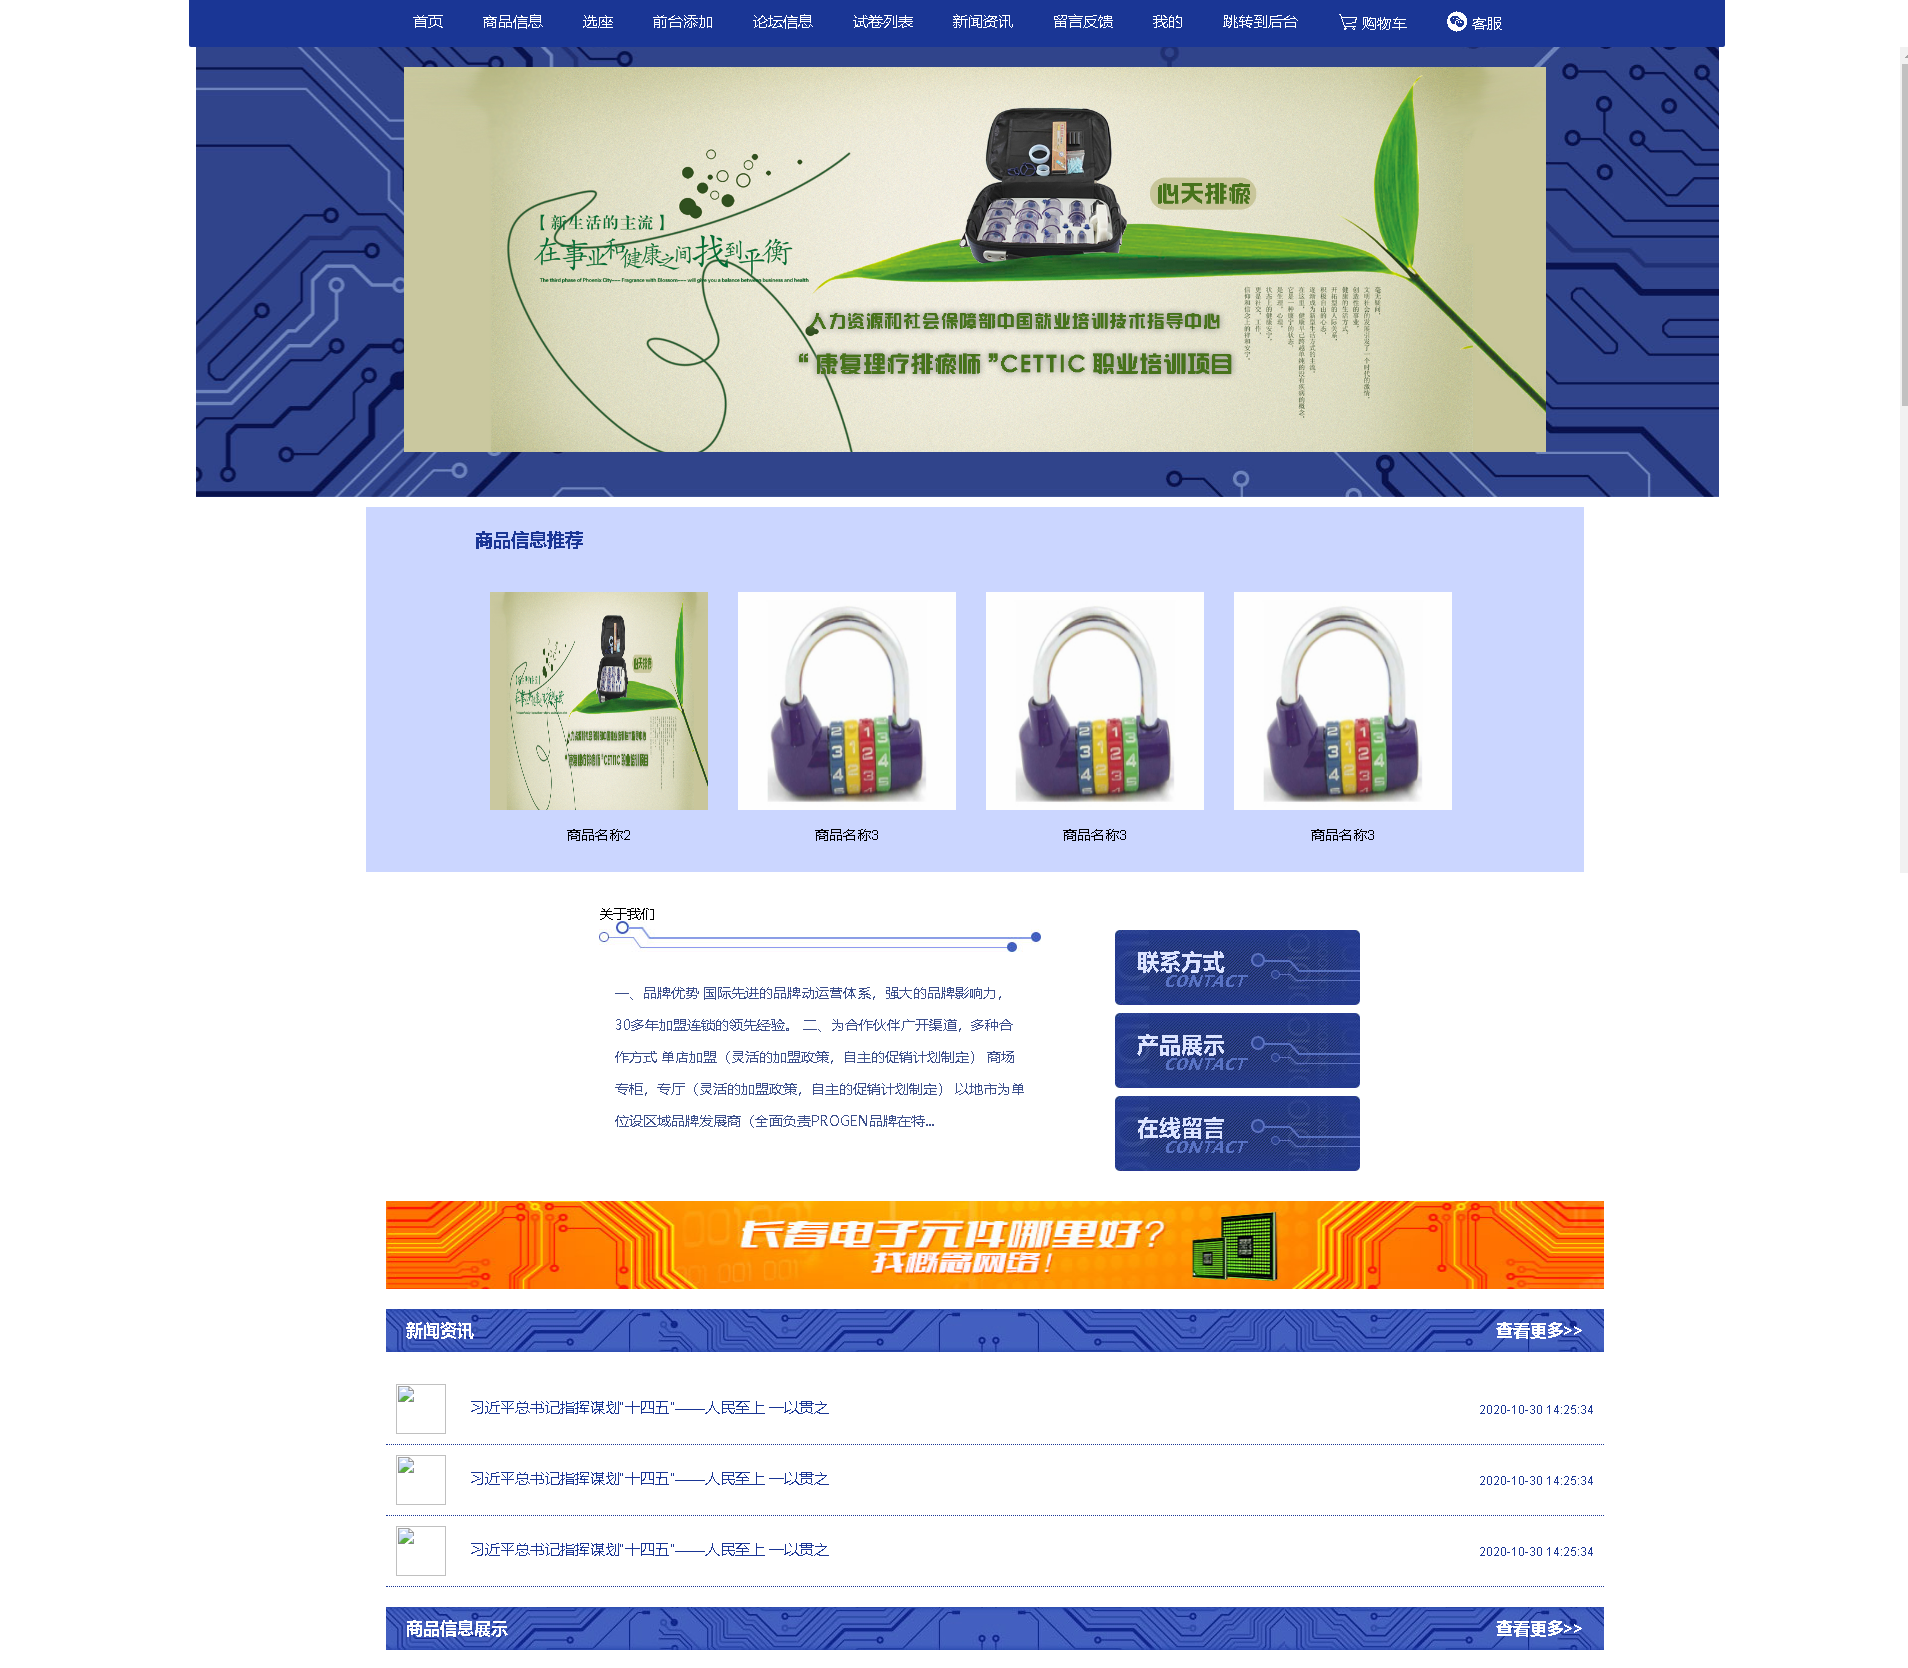 首页 商品信息 选座 前台添加 论坛信息 试卷列表 新闻资讯 留言反馈 我的 跳转到后台 购物车 客服
心天排瘀
【新生活的主流】
在事业和健康之间找到平衡
The third phase of Phoenix City---- Fragrance with Blossom---- will give you a balance between business and health
人力资源和社会保障部中国就业培训技术指导中心
“康复理疗排瘀师”CETTIC 职业培训项目
商品信息推荐
商品名称2 商品名称3 商品名称3 商品名称3
关于我们
一、品牌优势 国际先进的品牌动运营体系，强大的品牌影响力，
30多年加盟连锁的领先经验。 二、为合作伙伴广开渠道，多种合
作方式 单店加盟（灵活的加盟政策，自主的促销计划制定） 商场
专柜，专厅（灵活的加盟政策，自主的促销计划制定） 以地市为单
位设区域品牌发展商（全面负责PROGEN品牌在特...
联系方式
CONTACT
产品展示
CONTACT
在线留言
CONTACT
长春电子元件哪里好?
找概念网络!
新闻资讯 查看更多>>
习近平总书记指挥谋划"十四五"——人民至上 一以贯之 2020-10-30 14:25:34
习近平总书记指挥谋划"十四五"——人民至上 一以贯之 2020-10-30 14:25:34
习近平总书记指挥谋划"十四五"——人民至上 一以贯之 2020-10-30 14:25:34
商品信息展示 查看更多>>